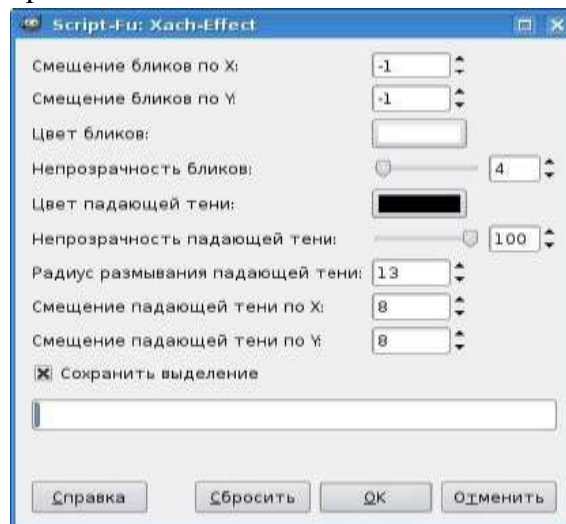 Script-Fu: Xach-Effect
Смещение бликов по X: -1
Смещение бликов по Y: -1
Цвет бликов:
Непрозрачность бликов: 4
Цвет падающей тени:
Непрозрачность падающей тени: 100
Радиус размывания падающей тени: 13
Смещение падающей тени по X: 8
Смещение падающей тени по Y: 8
Сохранить выделение
Справка Сбросить OK Отменить